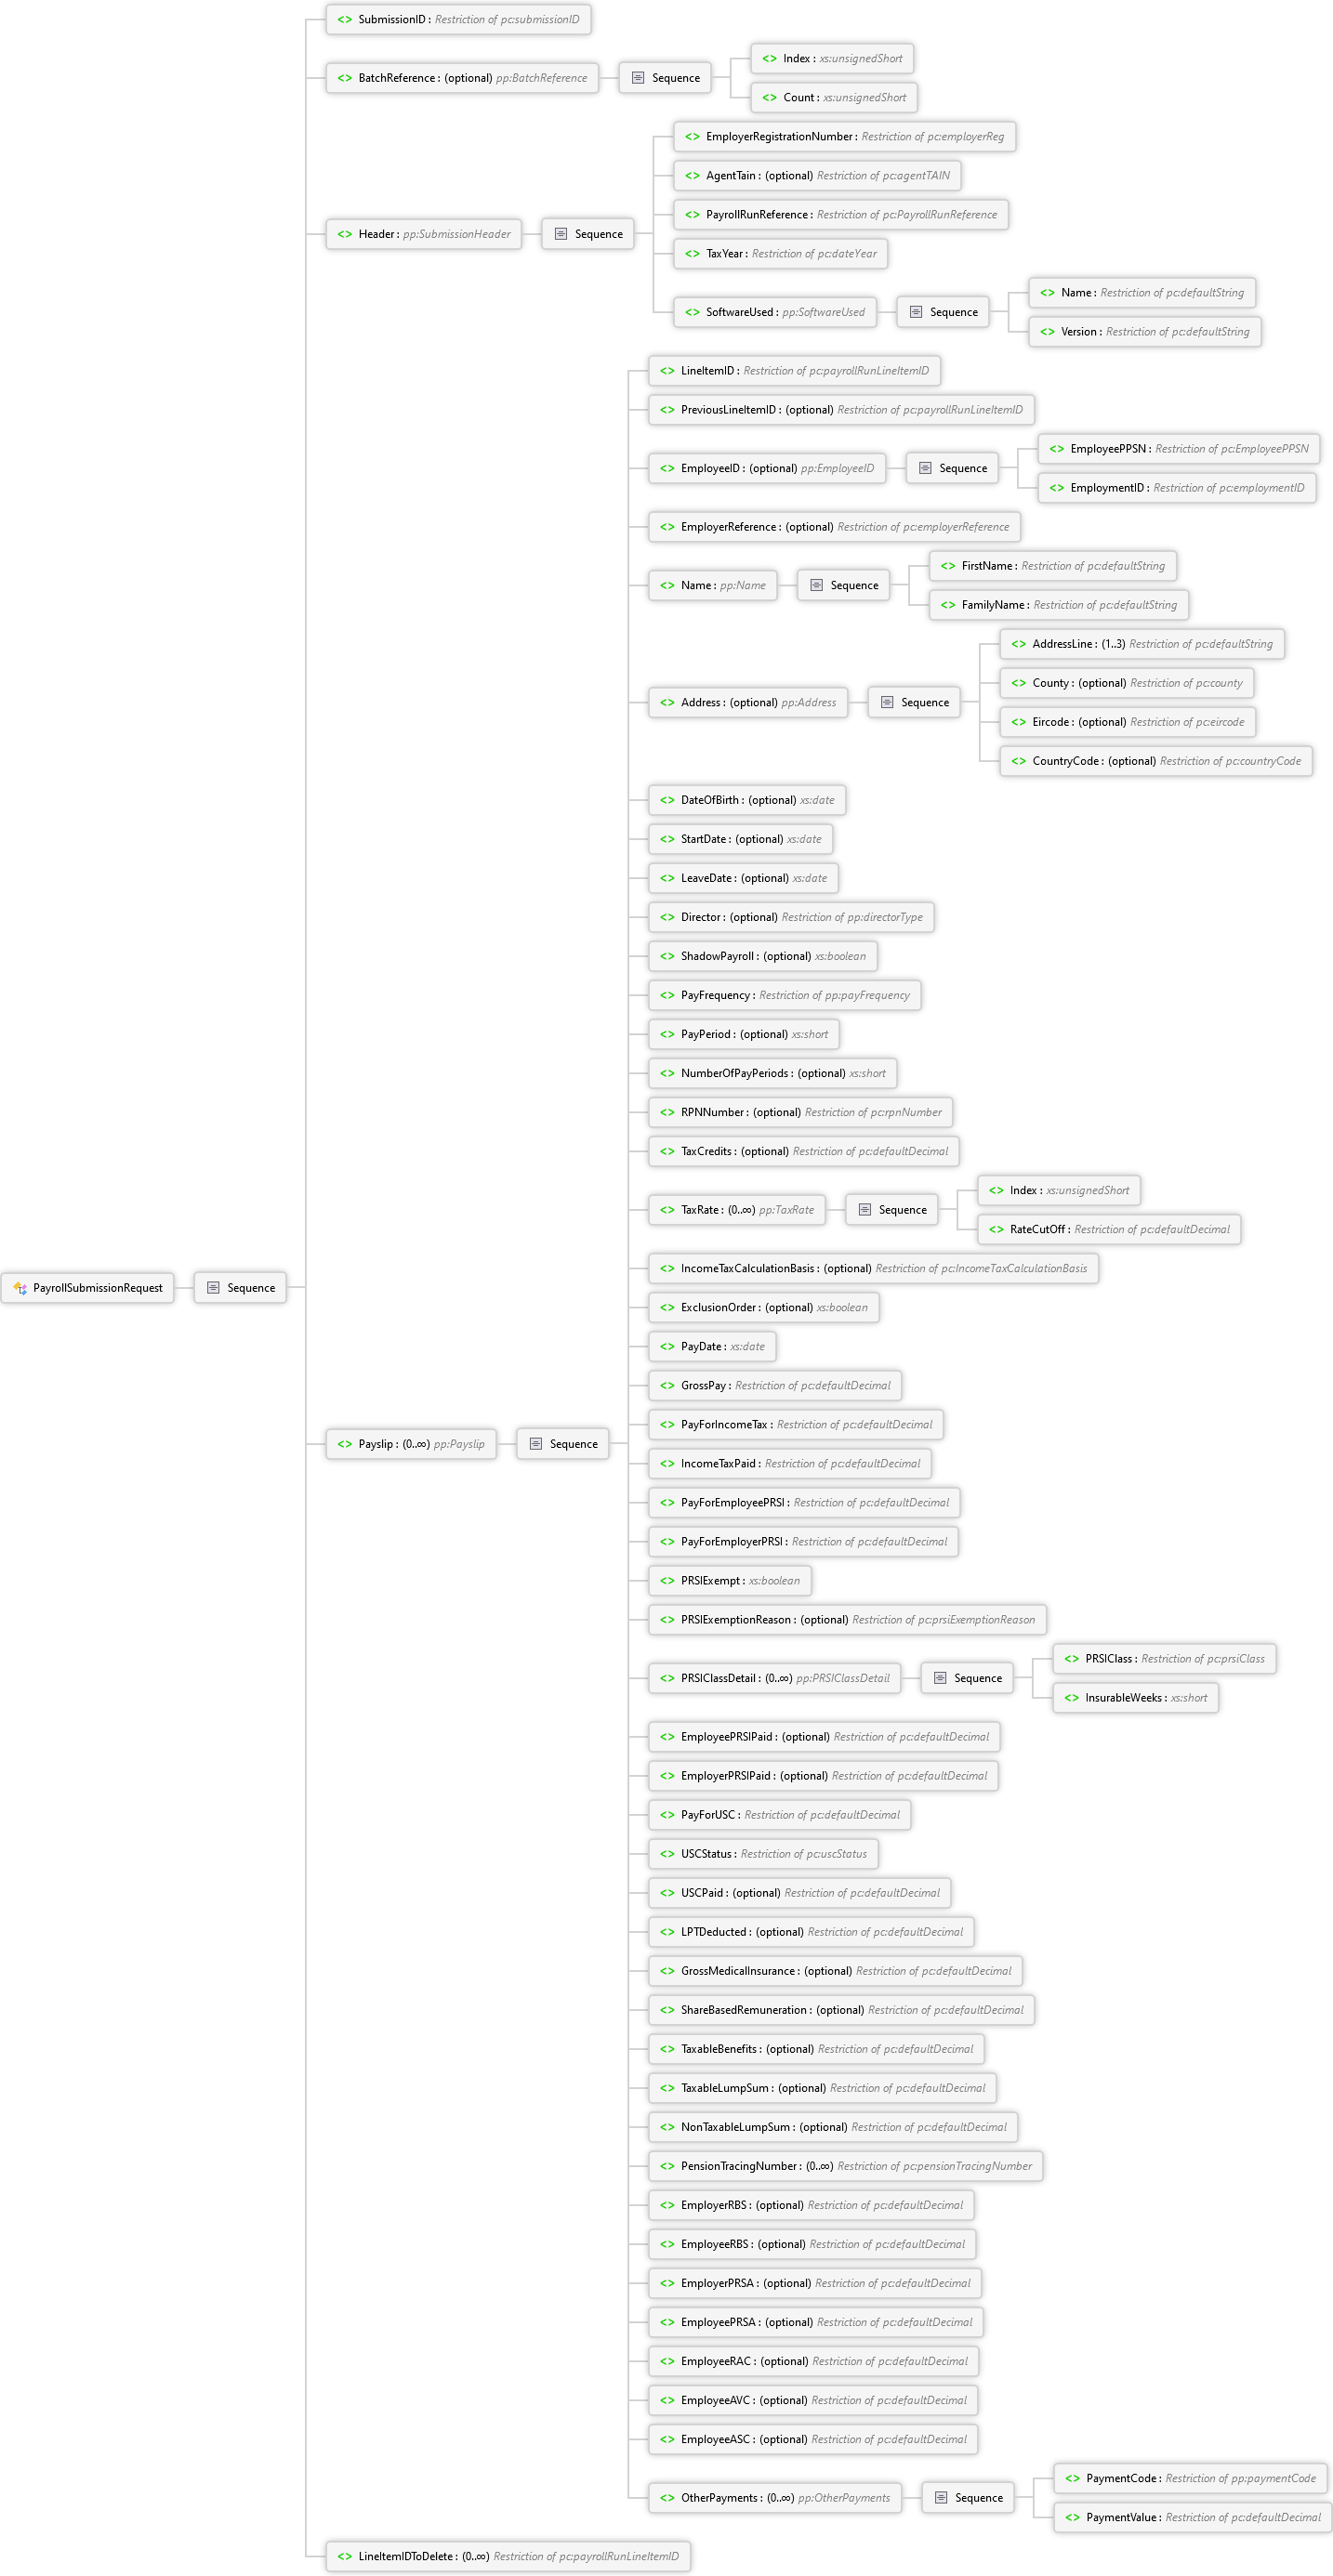 SubmissionID : Restriction of pc:submissionID
BatchReference : (optional) pp:BatchReference
Sequence
Index : xs:unsignedShort
Count : xs:unsignedShort
Header : pp:SubmissionHeader
Sequence
EmployerRegistrationNumber : Restriction of pc:employerReg
AgentTain : (optional) Restriction of pc:agentTAIN
PayrollRunReference : Restriction of pc:PayrollRunReference
TaxYear : Restriction of pc:dateYear
SoftwareUsed : pp:SoftwareUsed
Sequence
Name : Restriction of pc:defaultString
Version : Restriction of pc:defaultString
LineItemID : Restriction of pc:payrollRunLineItemID
PreviousLineItemID : (optional) Restriction of pc:payrollRunLineItemID
EmployeeID : (optional) pp:EmployeeID
Sequence
EmployeePPSN : Restriction of pc:EmployeePPSN
EmploymentID : Restriction of pc:employmentID
EmployerReference : (optional) Restriction of pc:employerReference
Name : pp:Name
Sequence
FirstName : Restriction of pc:defaultString
FamilyName : Restriction of pc:defaultString
Address : (optional) pp:Address
Sequence
AddressLine : (1..3) Restriction of pc:defaultString
County : (optional) Restriction of pc:county
Eircode : (optional) Restriction of pc:eircode
CountryCode : (optional) Restriction of pc:countryCode
DateOfBirth : (optional) xs:date
StartDate : (optional) xs:date
LeaveDate : (optional) xs:date
Director : (optional) Restriction of pp:directorType
ShadowPayroll : (optional) xs:boolean
PayFrequency : Restriction of pp:payFrequency
PayPeriod : (optional) xs:short
NumberOfPayPeriods : (optional) xs:short
RPNNumber : (optional) Restriction of pc:rpnNumber
TaxCredits : (optional) Restriction of pc:defaultDecimal
TaxRate : (0..∞) pp:TaxRate
Sequence
Index : xs:unsignedShort
RateCutOff : Restriction of pc:defaultDecimal
PayrollSubmissionRequest
Sequence
IncomeTaxCalculationBasis : (optional) Restriction of pc:IncomeTaxCalculationBasis
ExclusionOrder : (optional) xs:boolean
PayDate : xs:date
GrossPay : Restriction of pc:defaultDecimal
PayForIncomeTax : Restriction of pc:defaultDecimal
Payslip : (0..∞) pp:Payslip
Sequence
IncomeTaxPaid : Restriction of pc:defaultDecimal
PayForEmployeePRSI : Restriction of pc:defaultDecimal
PayForEmployerPRSI : Restriction of pc:defaultDecimal
PRSIExempt : xs:boolean
PRSIExemptionReason : (optional) Restriction of pc:prsiExemptionReason
PRSIClassDetail : (0..∞) pp:PRSIClassDetail
Sequence
PRSIClass : Restriction of pc:prsiClass
InsurableWeeks : xs:short
EmployeePRSIPaid : (optional) Restriction of pc:defaultDecimal
EmployerPRSIPaid : (optional) Restriction of pc:defaultDecimal
PayForUSC : Restriction of pc:defaultDecimal
USCStatus : Restriction of pc:uscStatus
USCPaid : (optional) Restriction of pc:defaultDecimal
LPTDeducted : (optional) Restriction of pc:defaultDecimal
GrossMedicalInsurance : (optional) Restriction of pc:defaultDecimal
ShareBasedRemuneration : (optional) Restriction of pc:defaultDecimal
TaxableBenefits : (optional) Restriction of pc:defaultDecimal
TaxableLumpSum : (optional) Restriction of pc:defaultDecimal
NonTaxableLumpSum : (optional) Restriction of pc:defaultDecimal
PensionTracingNumber : (0..∞) Restriction of pc:pensionTracingNumber
EmployerRBS : (optional) Restriction of pc:defaultDecimal
EmployeeRBS : (optional) Restriction of pc:defaultDecimal
EmployerPRSA : (optional) Restriction of pc:defaultDecimal
EmployeePRSA : (optional) Restriction of pc:defaultDecimal
EmployeeRAC : (optional) Restriction of pc:defaultDecimal
EmployeeAVC : (optional) Restriction of pc:defaultDecimal
EmployeeASC : (optional) Restriction of pc:defaultDecimal
OtherPayments : (0..∞) pp:OtherPayments
Sequence
PaymentCode : Restriction of pp:paymentCode
PaymentValue : Restriction of pc:defaultDecimal
LineItemIDToDelete : (0..∞) Restriction of pc:payrollRunLineItemID